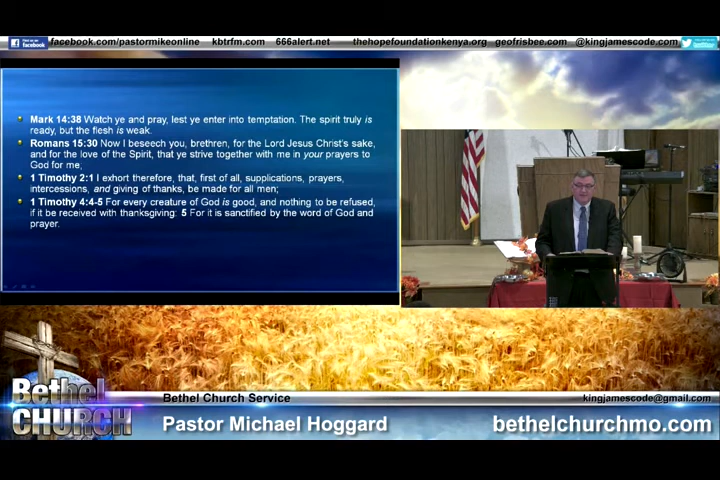 facebook.com/pastormikeonline kbtrfm.com 666alert.net thehopefoundationkenya.org geofrisbee.com @kingjamescode.com
Mark 14:38 Watch ye and pray, lest ye enter into temptation. The spirit truly is
ready, but the flesh is weak.
Romans 15:30 Now I beseech you, brethren, for the Lord Jesus Christ's sake,
and for the love of the Spirit, that ye strive together with me in your prayers to
God for me;
1 Timothy 2:1 I exhort therefore, that, first of all, supplications, prayers,
intercessions, and giving of thanks, be made for all men;
1 Timothy 4:4-5 For every creature of God is good, and nothing to be refused,
if it be received with thanksgiving: 5 For it is sanctified by the word of God and
prayer.
Bethel
CHURCH
Bethel Church Service kingjamescode@gmail.com
Pastor Michael Hoggard bethelchurchmo.com